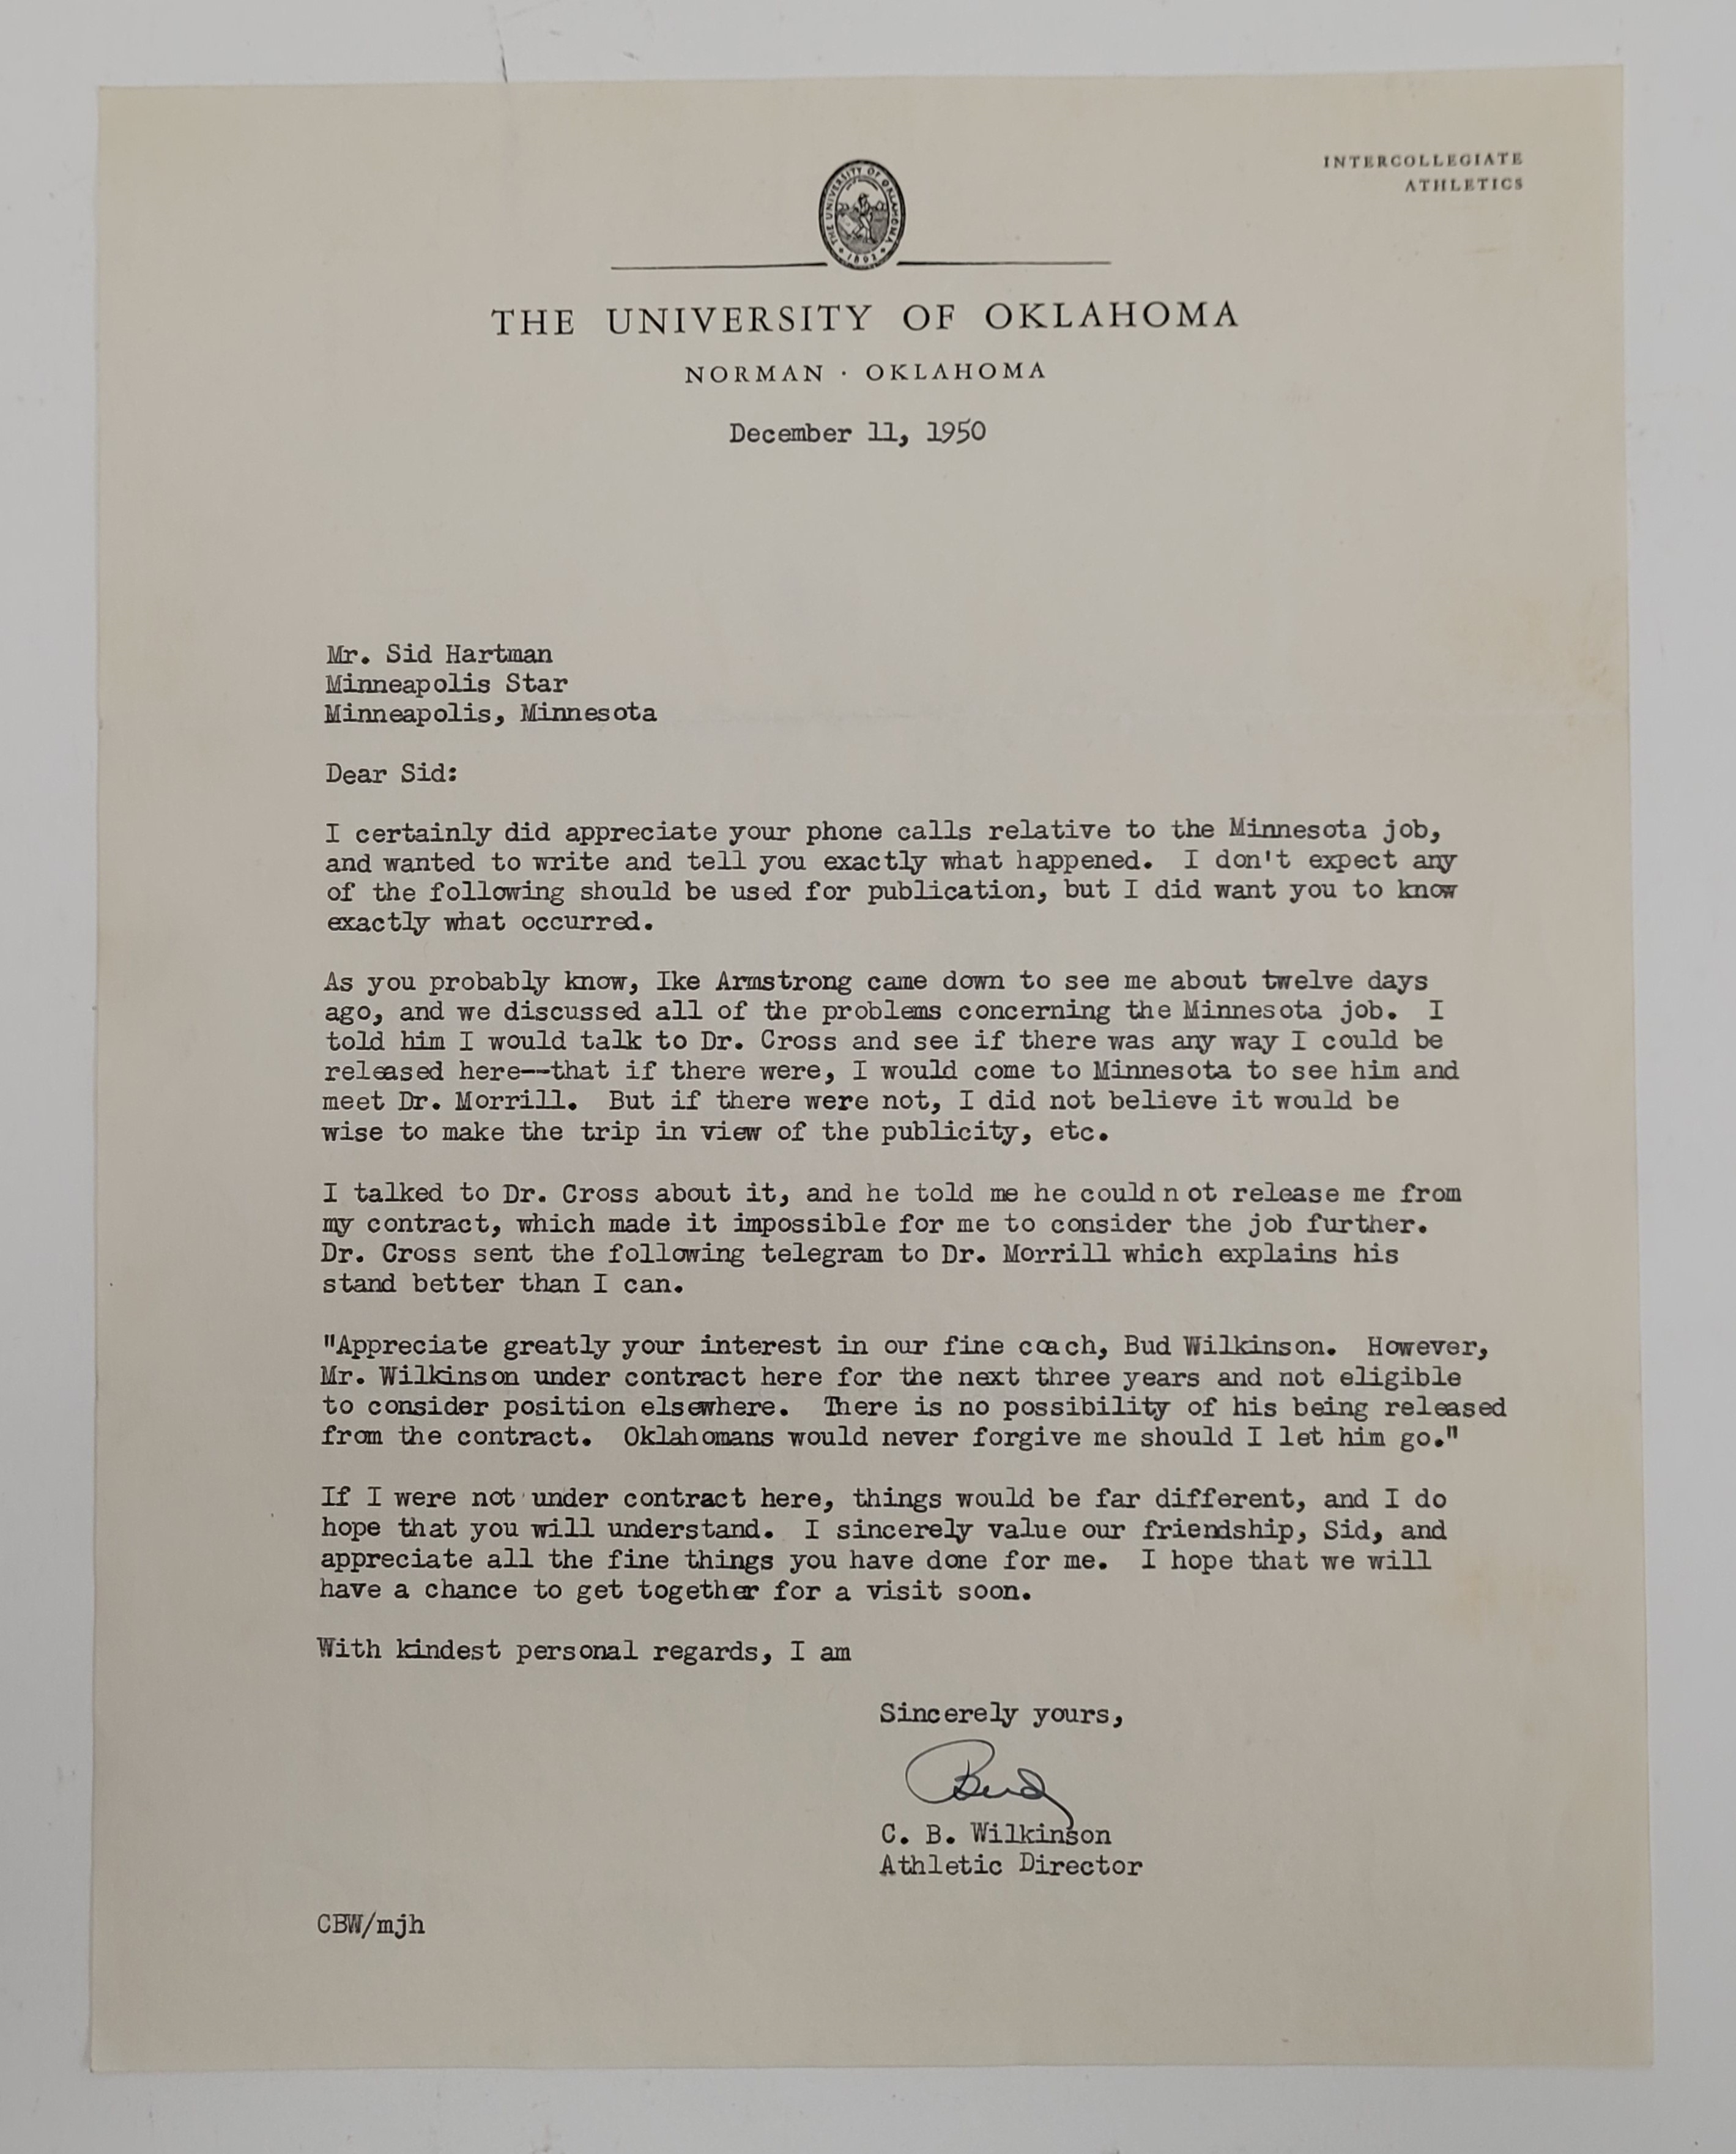 INTERCOLLEGIATE
ATHLETICS
THE UNIVERSITY OF OKLAHOMA
1892
THE UNIVERSITY OF OKLAHOMA
NORMAN · OKLAHOMA
December 11, 1950
Mr. Sid Hartman
Minneapolis Star
Minneapolis, Minnesota
Dear Sid:
I certainly did appreciate your phone calls relative to the Minnesota job,
and wanted to write and tell you exactly what happened. I don't expect any
of the following should be used for publication, but I did want you to know
exactly what occurred.
As you probably know, Ike Armstrong came down to see me about twelve days
ago, and we discussed all of the problems concerning the Minnesota job. I
told him I would talk to Dr. Cross and see if there was any way I could be
released here--that if there were, I would come to Minnesota to see him and
meet Dr. Morrill. But if there were not, I did not believe it would be
wise to make the trip in view of the publicity, etc.
I talked to Dr. Cross about it, and he told me he could not release me from
my contract, which made it impossible for me to consider the job further.
Dr. Cross sent the following telegram to Dr. Morrill which explains his
stand better than I can.
"Appreciate greatly your interest in our fine coach, Bud Wilkinson. However,
Mr. Wilkinson under contract here for the next three years and not eligible
to consider position elsewhere. There is no possibility of his being released
from the contract. Oklahomans would never forgive me should I let him go."
If I were not under contract here, things would be far different, and I do
hope that you will understand. I sincerely value our friendship, Sid, and
appreciate all the fine things you have done for me. I hope that we will
have a chance to get together for a visit soon.
With kindest personal regards, I am
Sincerely yours,
Bud
C. B. Wilkinson
Athletic Director
CBW/mjh